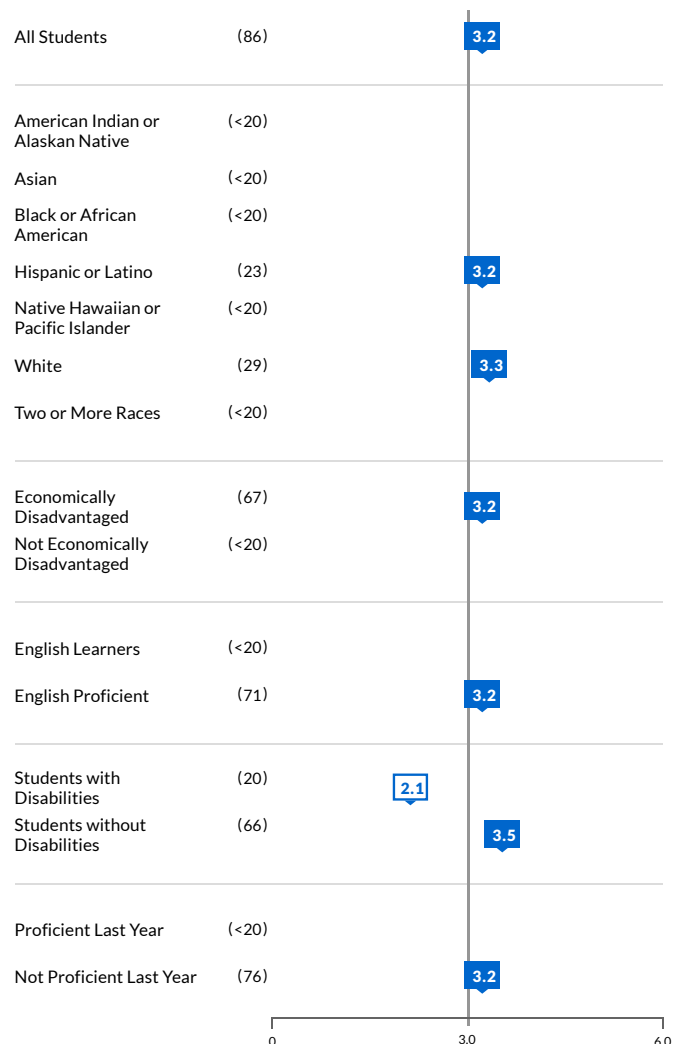 All Students (86) 3.2
American Indian or (<20)
Alaskan Native
Asian (<20)
Black or African (<20)
American
Hispanic or Latino (23) 3.2
Native Hawaiian or (<20)
Pacific Islander
White (29) 3.3
Two or More Races (<20)
Economically (67) 3.2
Disadvantaged
Not Economically (<20)
Disadvantaged
English Learners (<20)
English Proficient (71) 3.2
Students with (20) 2.1
Disabilities
Students without (66) 3.5
Disabilities
Proficient Last Year (<20)
Not Proficient Last Year (76) 3.2
0 3.0 6.0